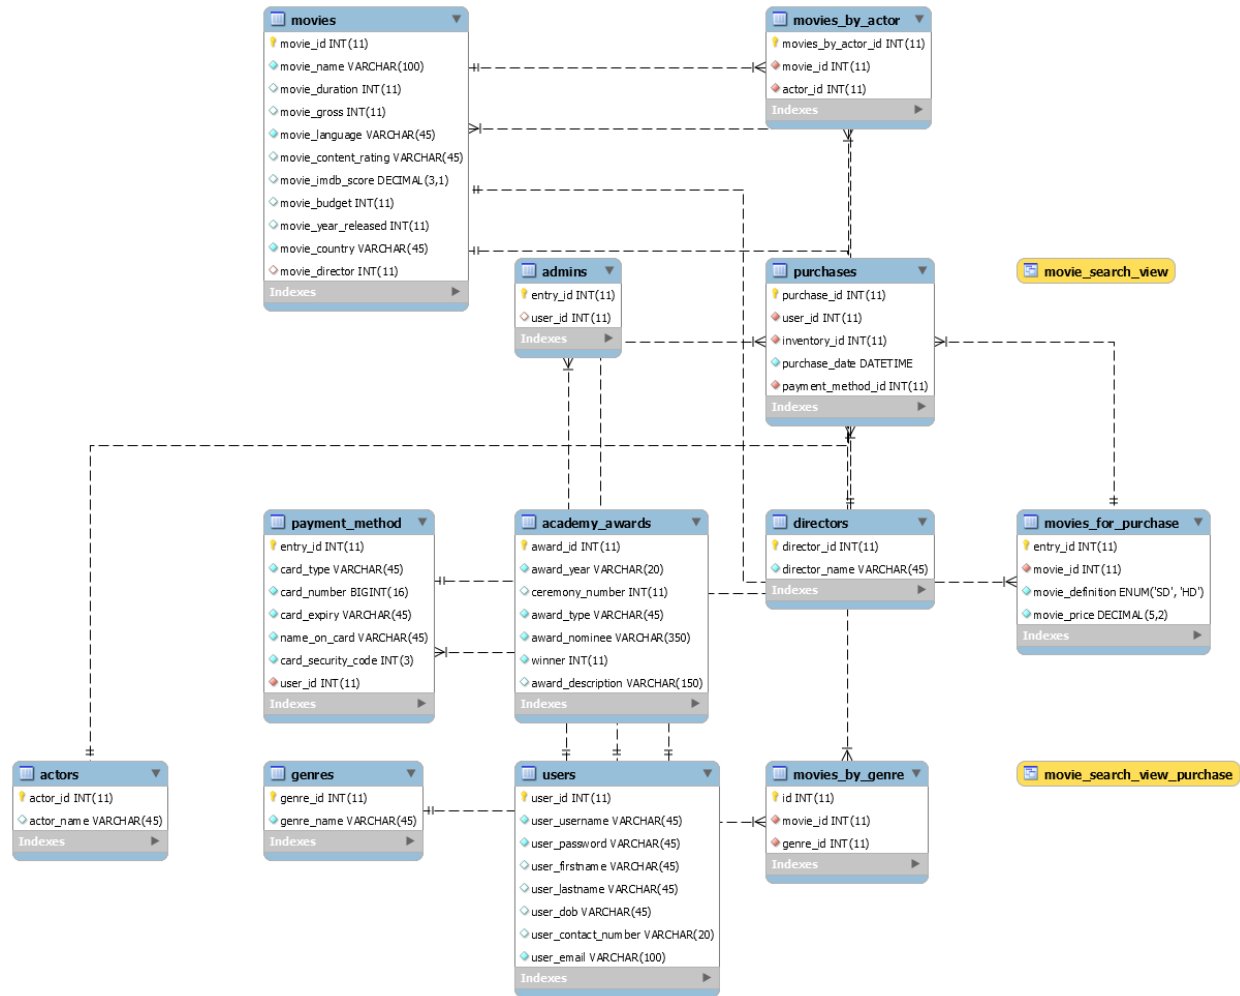 movies
movie_id INT(11)
movie_name VARCHAR(100)
movie_duration INT(11)
movie_gross INT(11)
movie_language VARCHAR(45)
movie_content_rating VARCHAR(45)
movie_imdb_score DECIMAL(3,1)
movie_budget INT(11)
movie_year_released INT(11)
movie_country VARCHAR(45)
movie_director INT(11)
Indexes
movies_by_actor
movies_by_actor_id INT(11)
movie_id INT(11)
actor_id INT(11)
Indexes
admins
entry_id INT(11)
user_id INT(11)
Indexes
purchases
purchase_id INT(11)
user_id INT(11)
inventory_id INT(11)
purchase_date DATETIME
payment_method_id INT(11)
Indexes
movie_search_view
payment_method
entry_id INT(11)
card_type VARCHAR(45)
card_number BIGINT(16)
card_expiry VARCHAR(45)
name_on_card VARCHAR(45)
card_security_code INT(3)
user_id INT(11)
Indexes
academy_awards
award_id INT(11)
award_year VARCHAR(20)
ceremony_number INT(11)
award_type VARCHAR(45)
award_nominee VARCHAR(350)
winner INT(11)
award_description VARCHAR(150)
Indexes
directors
director_id INT(11)
director_name VARCHAR(45)
Indexes
movies_for_purchase
entry_id INT(11)
movie_id INT(11)
movie_definition ENUM('SD', 'HD')
movie_price DECIMAL(5,2)
Indexes
actors
actor_id INT(11)
actor_name VARCHAR(45)
Indexes
genres
genre_id INT(11)
genre_name VARCHAR(45)
Indexes
users
user_id INT(11)
user_username VARCHAR(45)
user_password VARCHAR(45)
user_firstname VARCHAR(45)
user_lastname VARCHAR(45)
user_dob VARCHAR(45)
user_contact_number VARCHAR(20)
user_email VARCHAR(100)
Indexes
movies_by_genre
id INT(11)
movie_id INT(11)
genre_id INT(11)
Indexes
movie_search_view_purchase